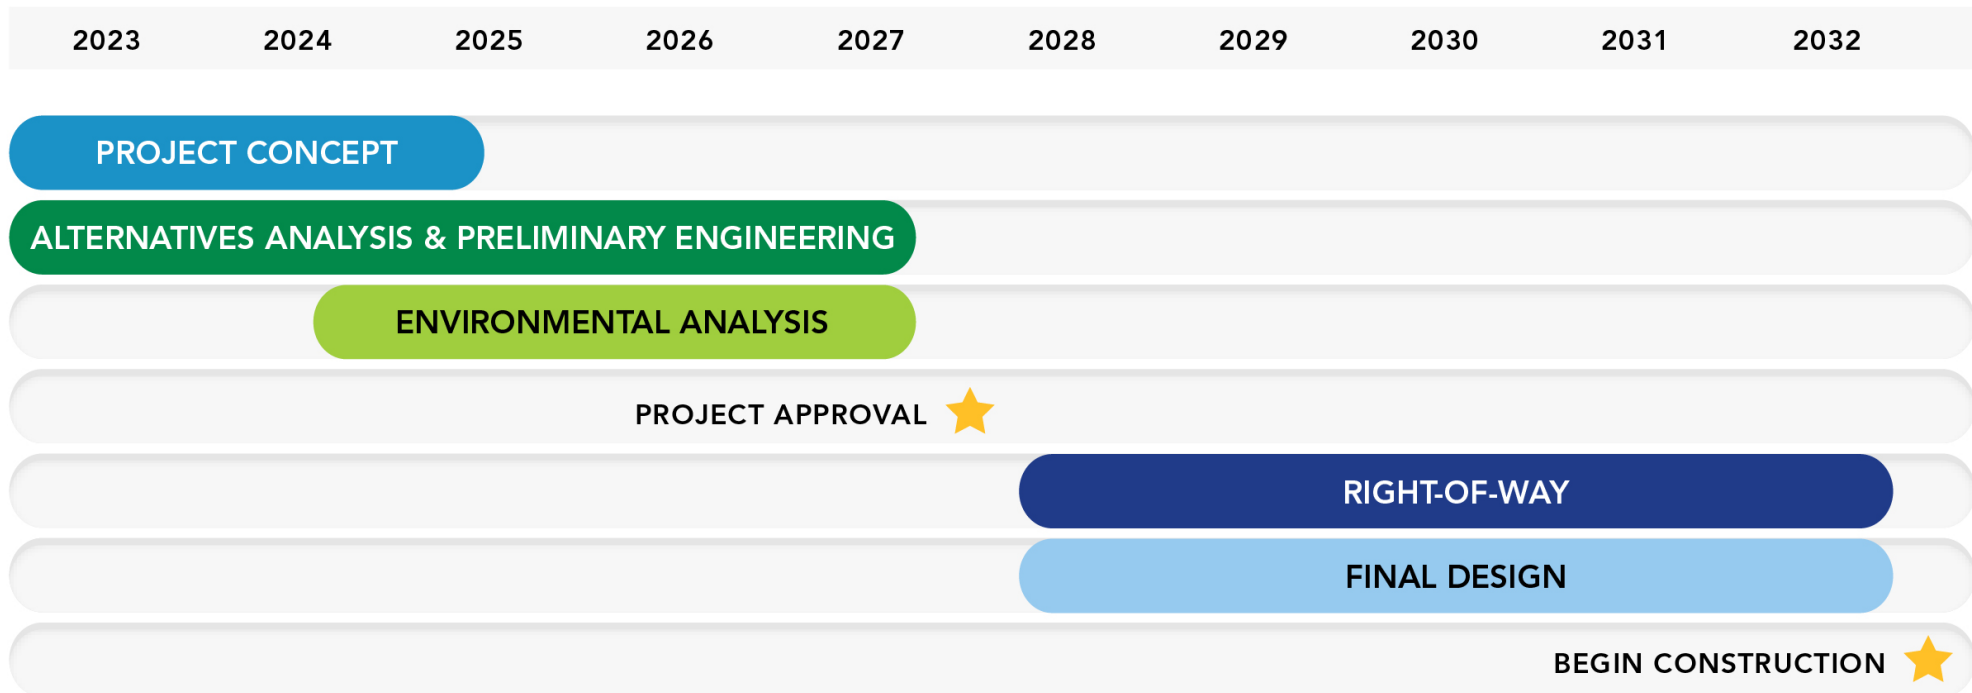 2023 2024 2025 2026 2027 2028 2029 2030 2031 2032
PROJECT CONCEPT
ALTERNATIVES ANALYSIS & PRELIMINARY ENGINEERING
ENVIRONMENTAL ANALYSIS
PROJECT APPROVAL
RIGHT-OF-WAY
FINAL DESIGN
BEGIN CONSTRUCTION